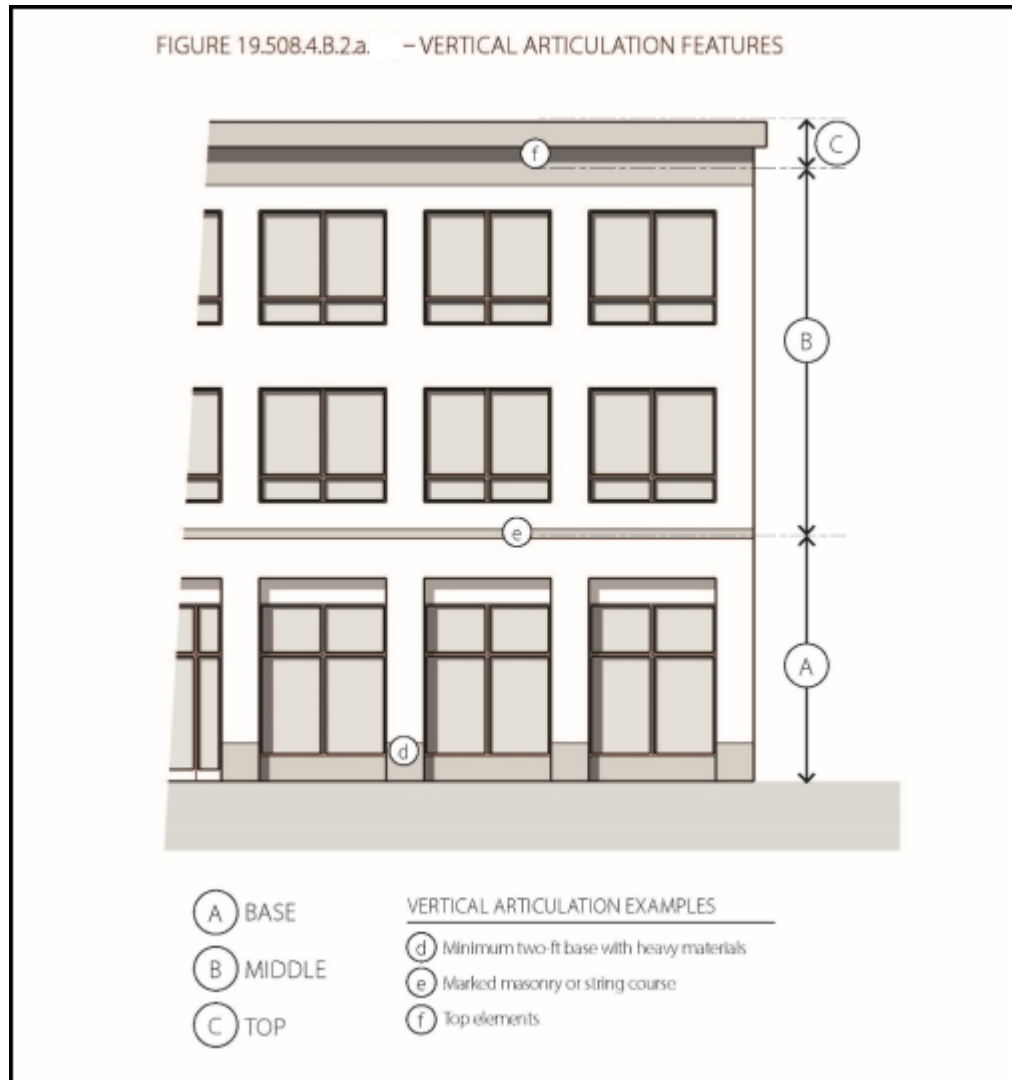 FIGURE 19.508.4.B.2.a. – VERTICAL ARTICULATION FEATURES
C
f
B
e
A
d
A BASE
B MIDDLE
C TOP
VERTICAL ARTICULATION EXAMPLES
d Minimum two-ft base with heavy materials
e Marked masonry or string course
f Top elements